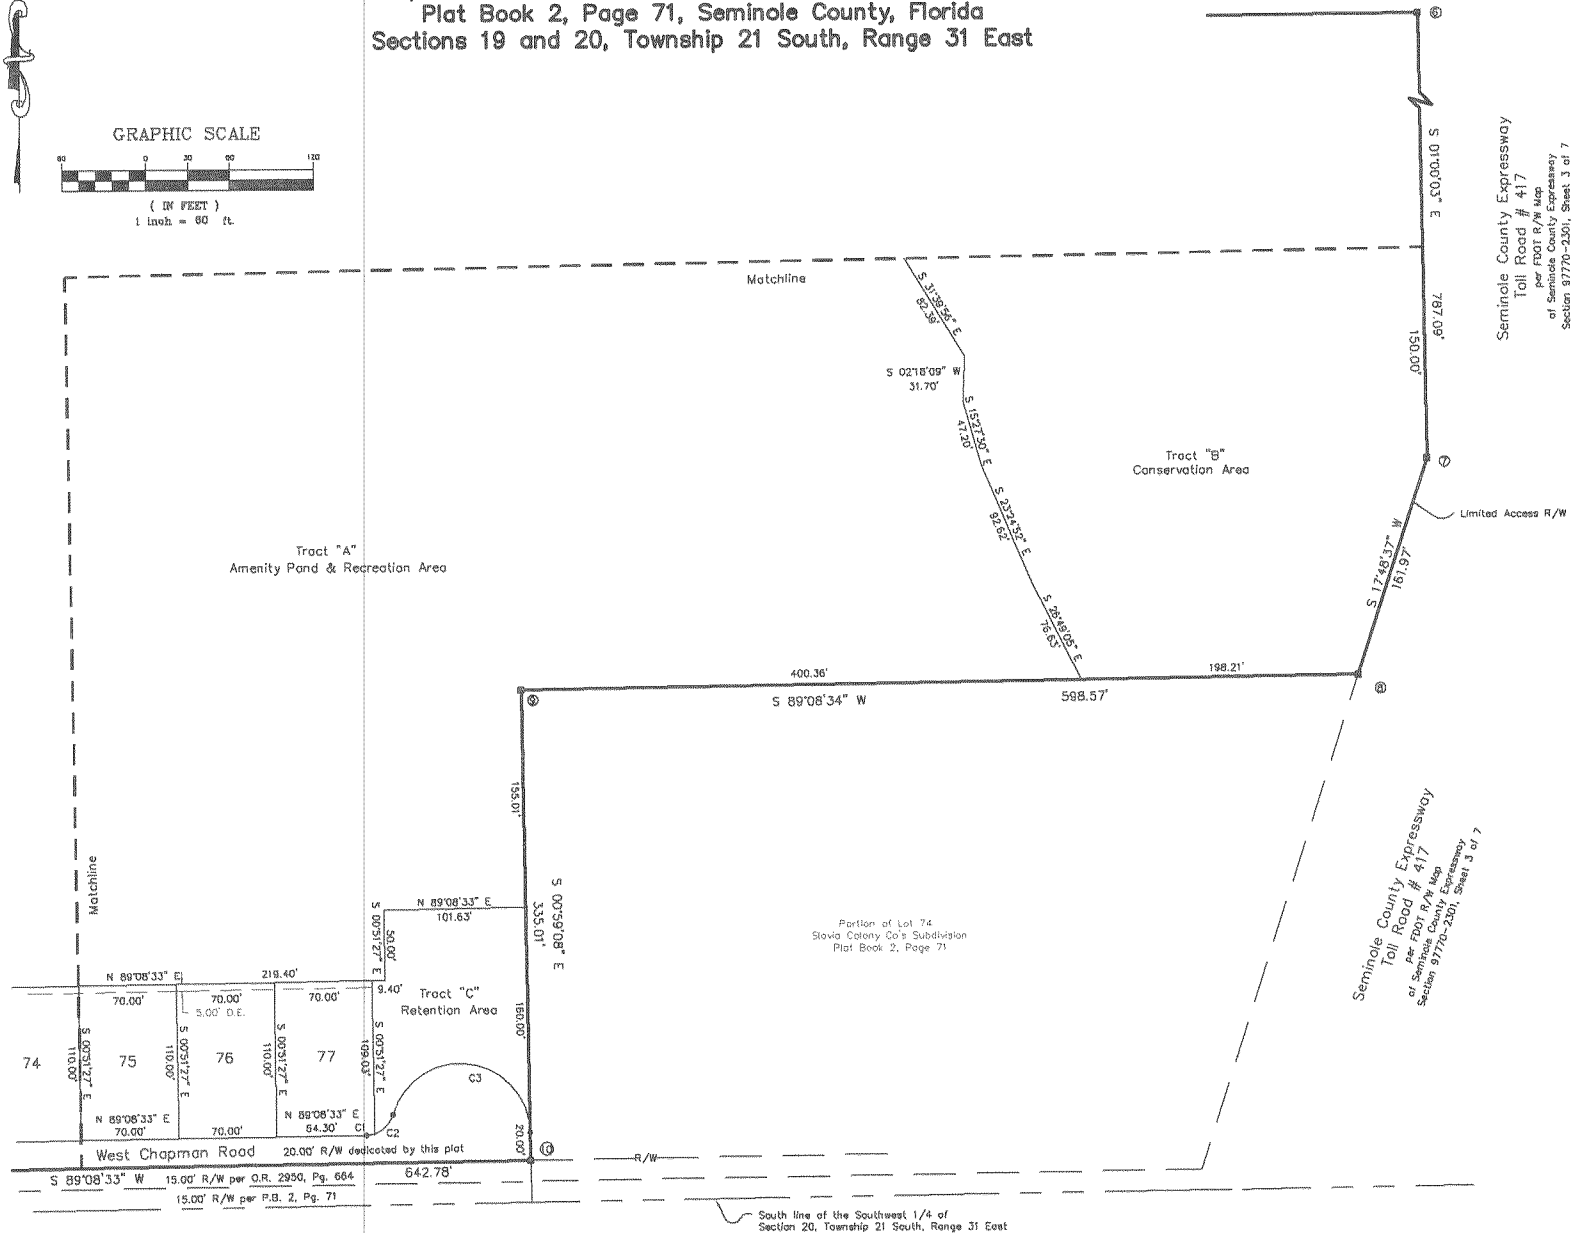 Plat Book 2, Page 71, Seminole County, Florida
Sections 19 and 20, Township 21 South, Range 31 East
GRAPHIC SCALE
60 0 30 60 120
( IN FEET )
1 inch = 60 ft.
Matchline
6
S 01°00'03" E
787.09'
150.00'
Seminole County Expressway
Toll Road # 417
per FDOT R/W Map
of Seminole County Expressway
Section 97770-2301, Sheet 3 of 7
S 31°39'56" E
82.39'
S 02°18'09" W
31.70'
S 15°27'30" E
47.20'
S 23°24'52" E
92.62'
S 26°49'05" E
76.63'
Tract "B"
Conservation Area
7
Limited Access R/W
S 17°48'37" W
161.97'
Tract "A"
Amenity Pond & Recreation Area
400.36'
198.21'
S 89°08'34" W
598.57'
8
9
155.01'
S 00°59'08" E
335.01'
160.00'
20.00'
Matchline
N 89°08'33" E
101.63'
S 00°51'27" E
50.00'
Portion of Lot 74
Slavia Colony Co's Subdivision
Plat Book 2, Page 71
Seminole County Expressway
Toll Road # 417
per FDOT R/W Map
of Seminole County Expressway
Section 97770-2301, Sheet 3 of 7
N 89°08'33" E
219.40'
9.40'
70.00'
70.00'
70.00'
5.00' D.E.
Tract "C"
Retention Area
74
110.00'
S 00°51'27" E
75
110.00'
S 00°51'27" E
76
110.00'
S 00°51'27" E
77
109.03'
S 00°51'27" E
C3
N 89°08'33" E
70.00'
70.00'
N 89°08'33" E
64.30'
C1
C2
10
West Chapman Road
20.00' R/W dedicated by this plat
R/W
S 89°08'33" W
15.00' R/W per O.R. 2950, Pg. 664
642.78'
15.00' R/W per P.B. 2, Pg. 71
South line of the Southwest 1/4 of
Section 20, Township 21 South, Range 31 East